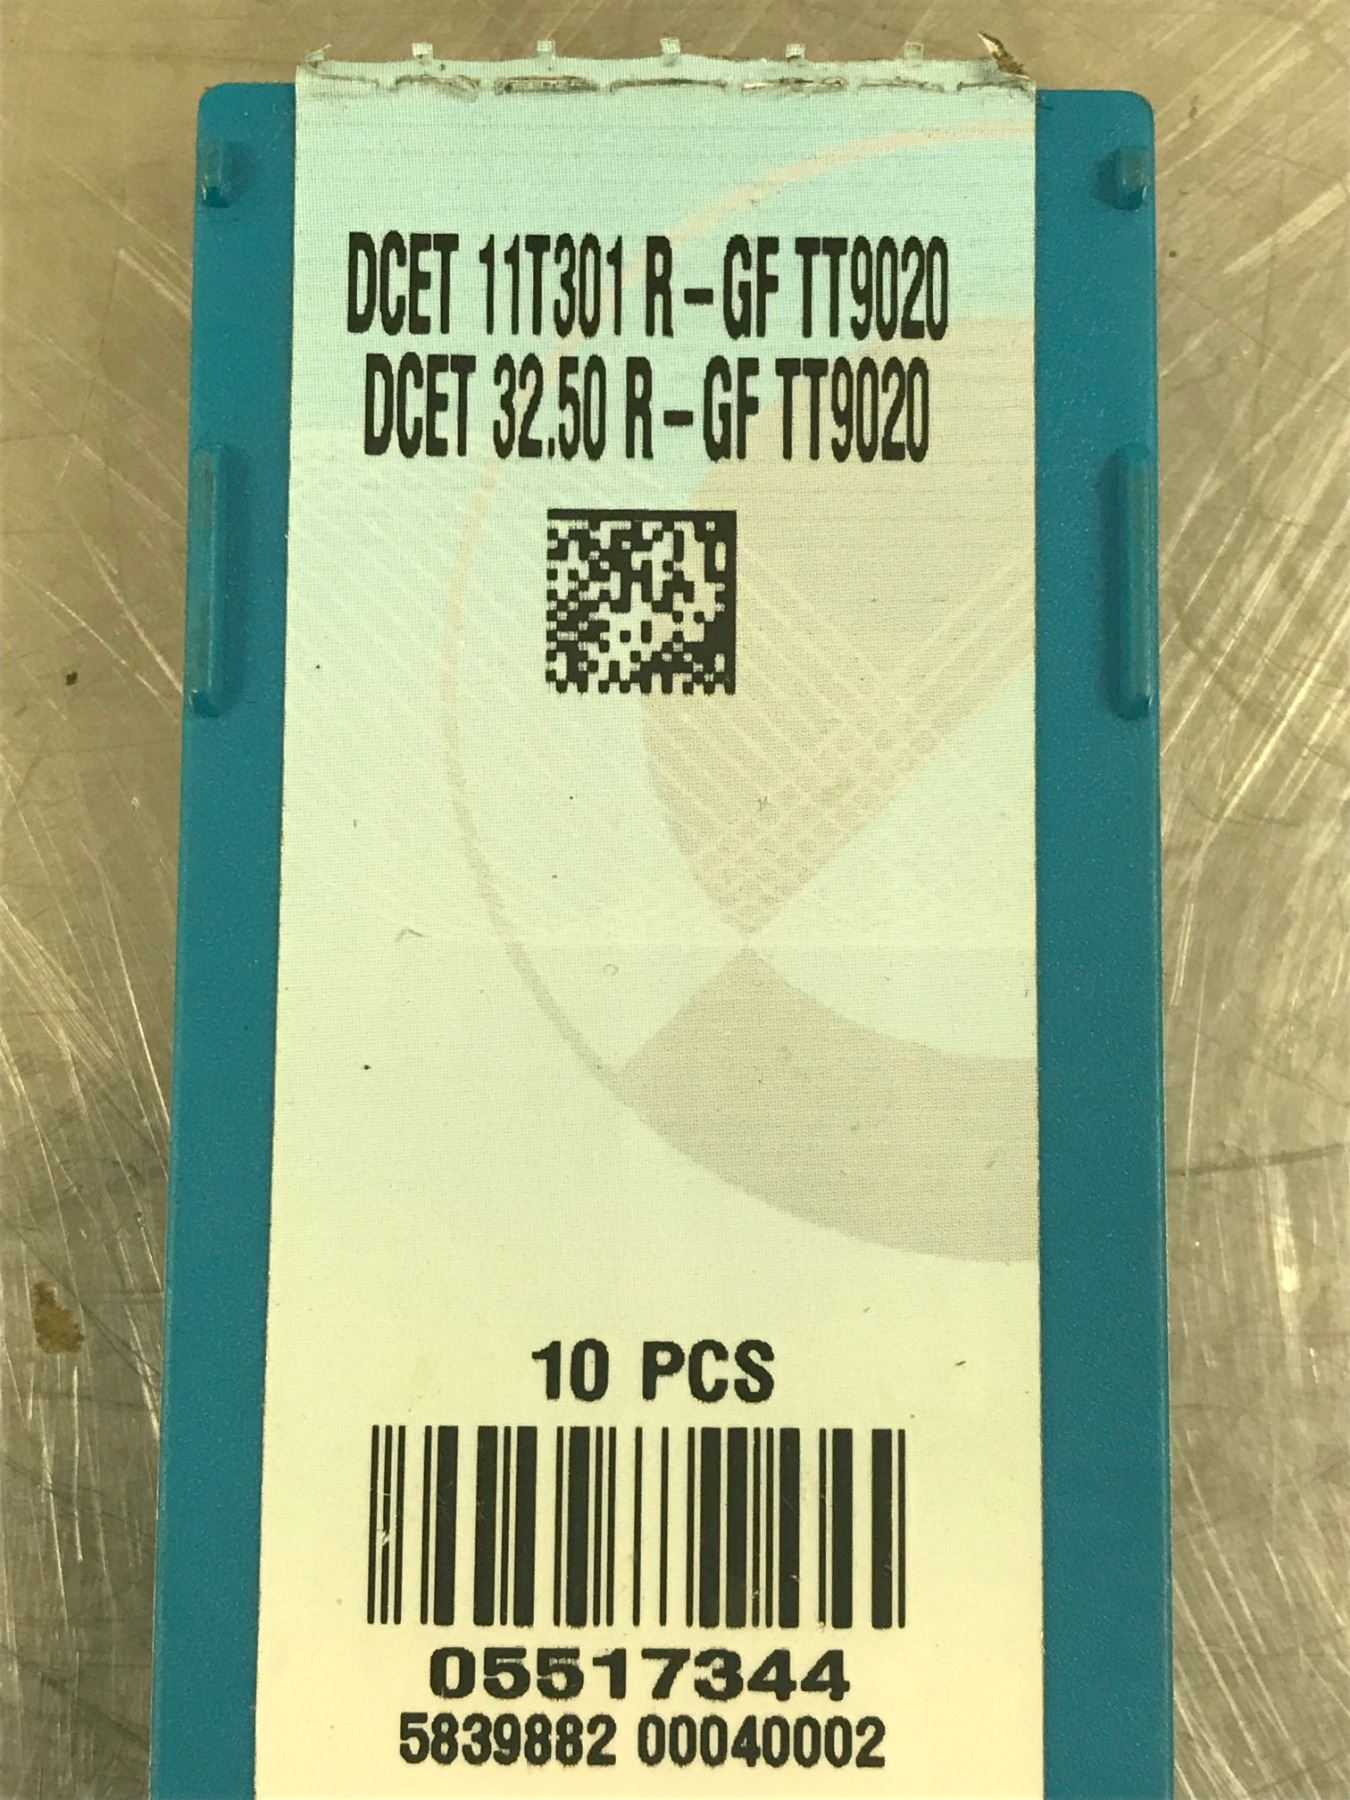 DCET 11T301 R-GF TT9020
DCET 32.50 R-GF TT9020
10 PCS
05517344
5839882 00040002